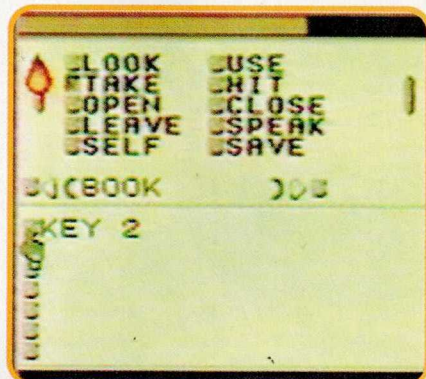 LOOK USE
TAKE HIT
OPEN CLOSE
LEAVE SPEAK
SELF SAVE
BOOK
KEY 2